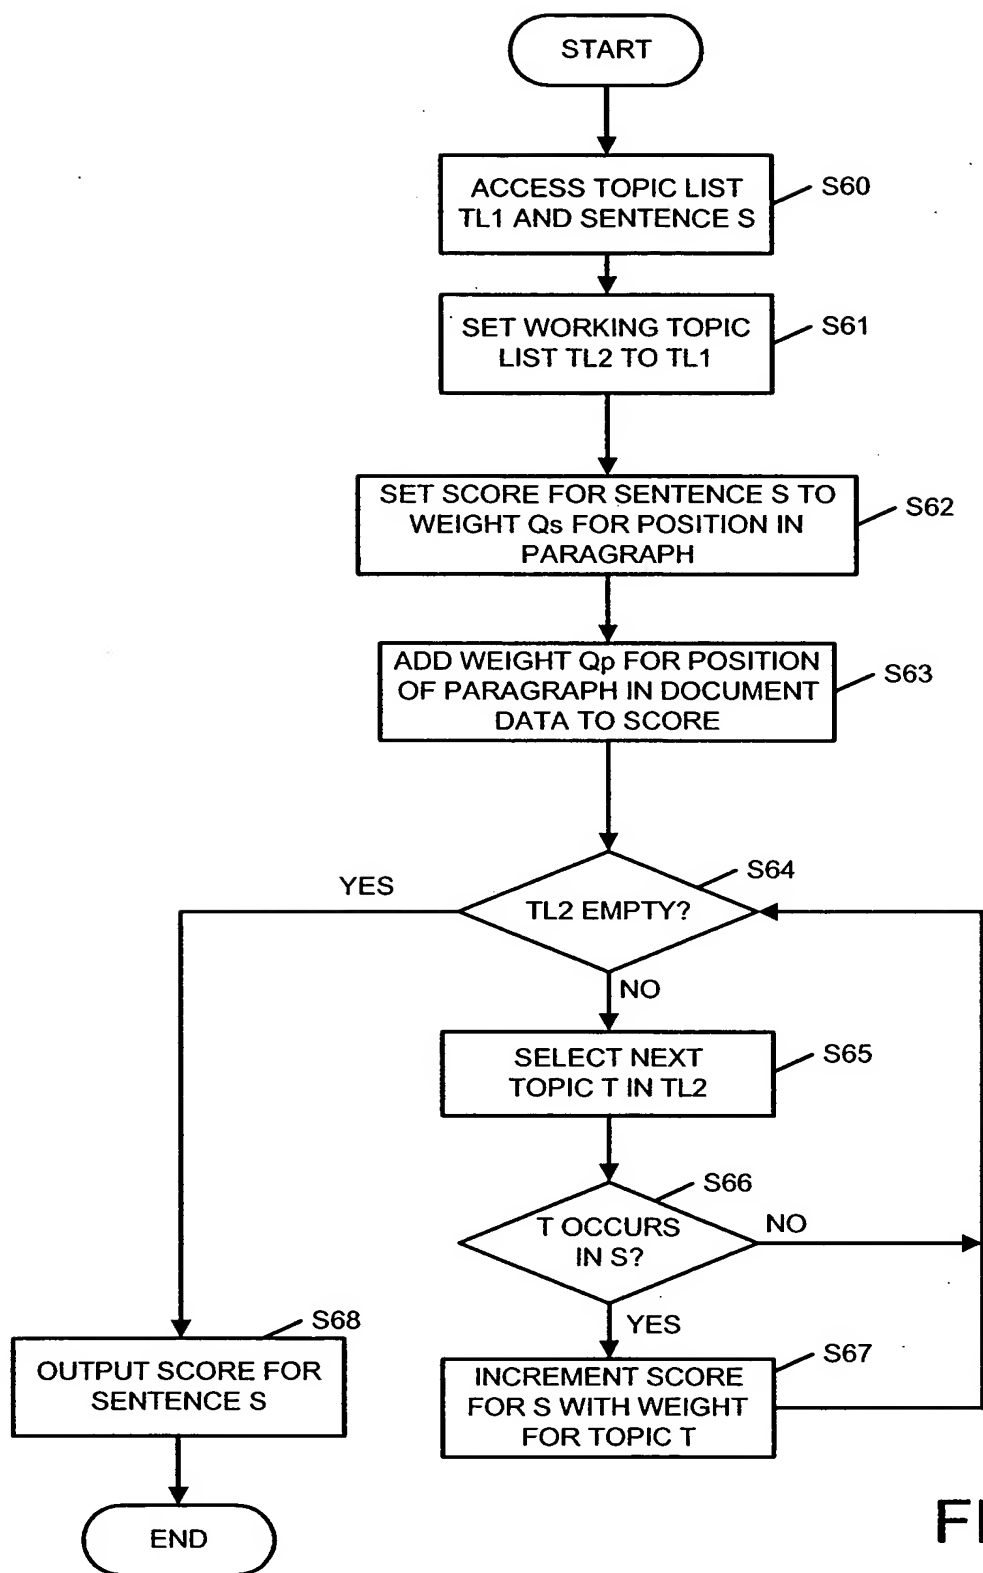 START
ACCESS TOPIC LIST
TL1 AND SENTENCE S
S60
SET WORKING TOPIC
LIST TL2 TO TL1
S61
SET SCORE FOR SENTENCE S TO
WEIGHT Qs FOR POSITION IN
PARAGRAPH
S62
ADD WEIGHT Qp FOR POSITION
OF PARAGRAPH IN DOCUMENT
DATA TO SCORE
S63
TL2 EMPTY?
S64
YES
NO
SELECT NEXT
TOPIC T IN TL2
S65
T OCCURS
IN S?
S66
NO
YES
INCREMENT SCORE
FOR S WITH WEIGHT
FOR TOPIC T
S67
OUTPUT SCORE FOR
SENTENCE S
S68
END